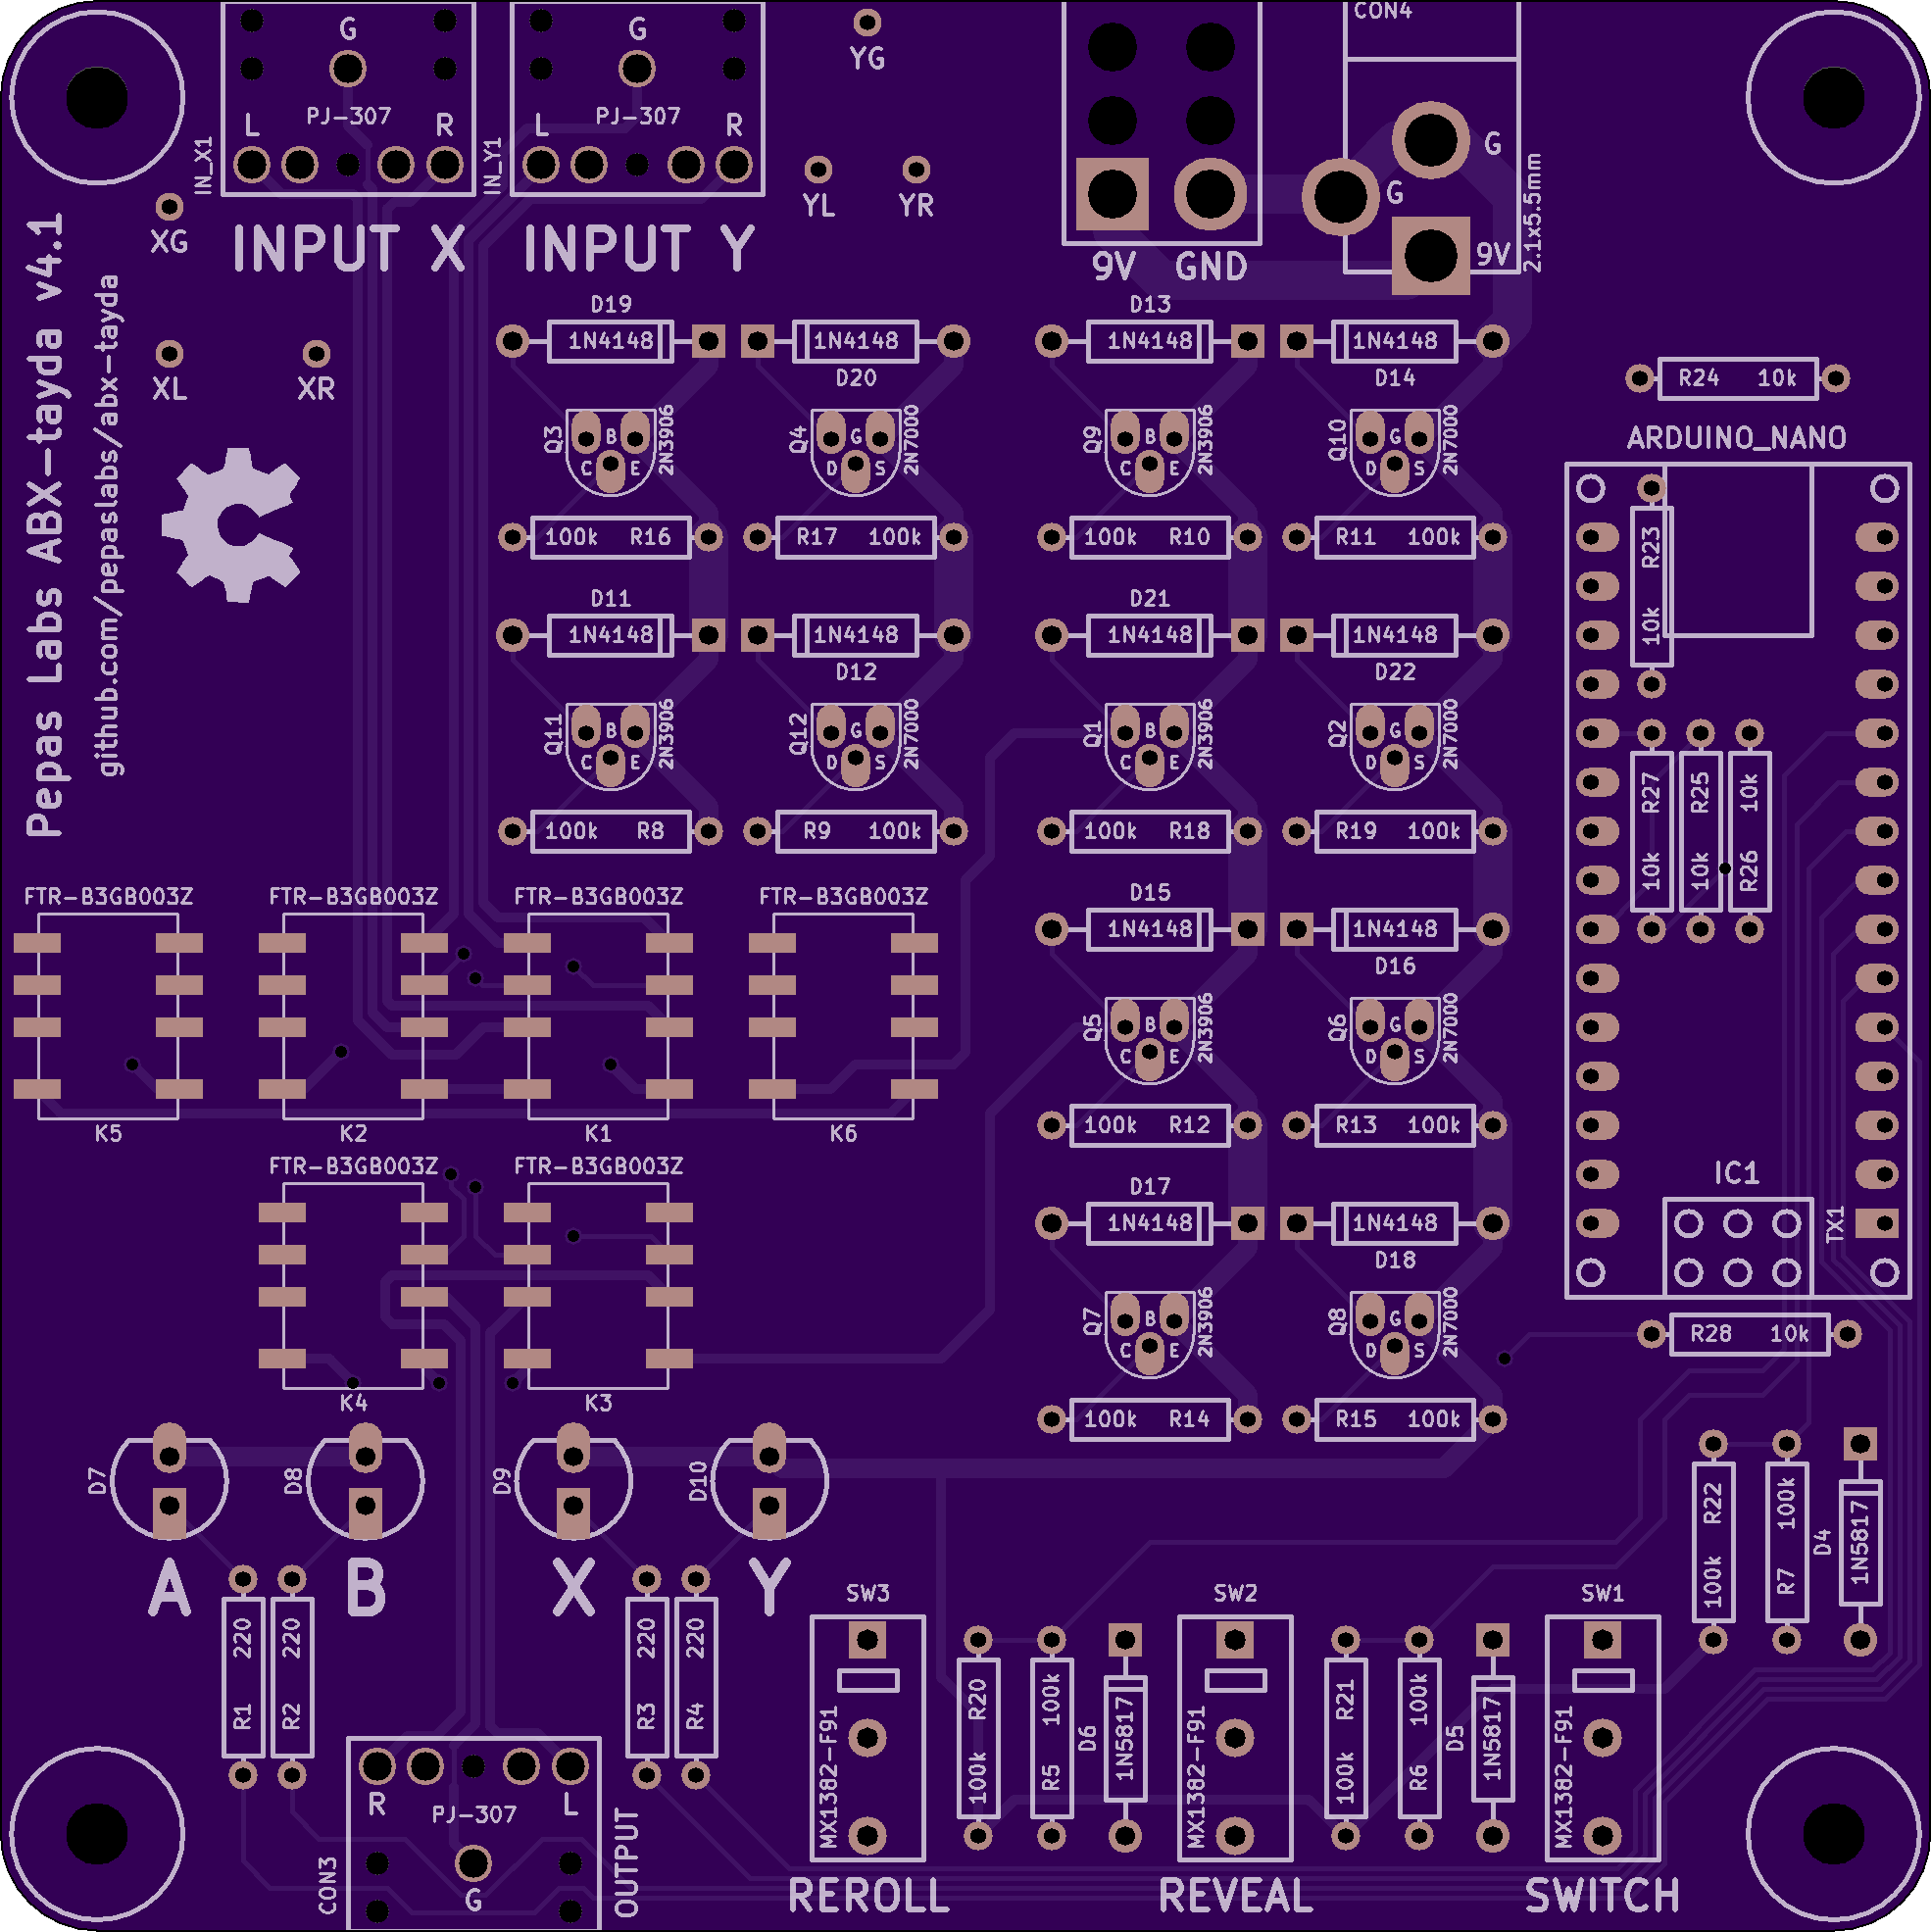 G
G
YG
CON4
L
PJ-307
R
L
PJ-307
R
IN_X1
IN_Y1
YL
YR
G
G
9V
2.1x5.5mm
XG
INPUT X
INPUT Y
9V
GND
Pepas Labs ABX-tayda v4.1
github.com/pepaslabs/abx-tayda
XL
XR
D19
1N4148
1N4148
D20
D13
1N4148
1N4148
D14
R24 10k
ARDUINO_NANO
Q3
B
C
E
2N3906
Q4
G
D
S
2N7000
Q9
B
C
E
2N3906
Q10
G
D
S
2N7000
100k R16
R17 100k
100k R10
R11 100k
R23
10k
D11
1N4148
1N4148
D12
D21
1N4148
1N4148
D22
Q11
B
C
E
2N3906
Q12
G
D
S
2N7000
Q1
B
C
E
2N3906
Q2
G
D
S
2N7000
100k R8
R9 100k
100k R18
R19 100k
10k R27
10k R25
R26 10k
FTR-B3GB003Z
FTR-B3GB003Z
FTR-B3GB003Z
FTR-B3GB003Z
K5
K2
K1
K6
D15
1N4148
1N4148
D16
Q5
B
C
E
2N3906
Q6
G
D
S
2N7000
100k R12
R13 100k
FTR-B3GB003Z
FTR-B3GB003Z
K4
K3
D17
1N4148
1N4148
D18
IC1
TX1
Q7
B
C
E
2N3906
Q8
G
D
S
2N7000
R28 10k
100k R14
R15 100k
D7
D8
D9
D10
A
B
X
Y
R1 220
R2 220
R3 220
R4 220
SW3
MX1382-F91
100k R20
R5 100k
D6
1N5817
SW2
MX1382-F91
100k R21
R6 100k
D5
1N5817
SW1
MX1382-F91
100k R22
R7 100k
D4
1N5817
R
PJ-307
L
CON3
G
OUTPUT
REROLL
REVEAL
SWITCH